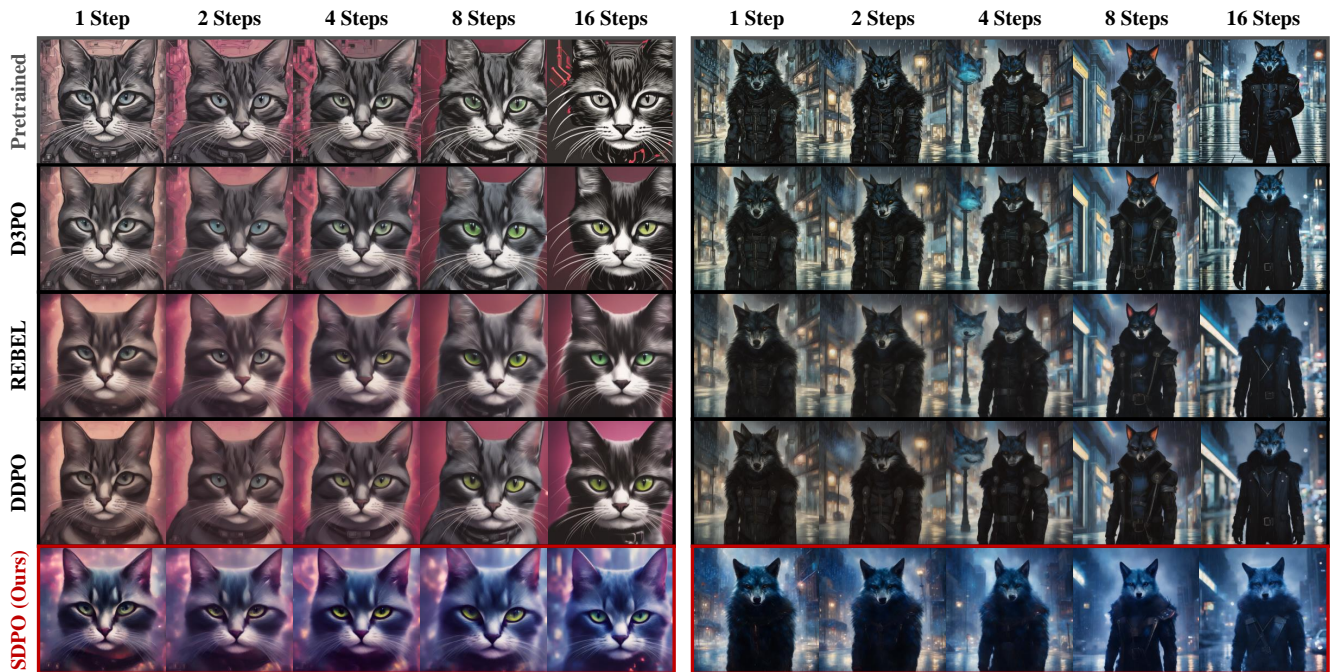 1 Step 2 Steps 4 Steps 8 Steps 16 Steps 1 Step 2 Steps 4 Steps 8 Steps 16 Steps
Pretrained
D3PO
REBEL
DDPO
SDPO (Ours)